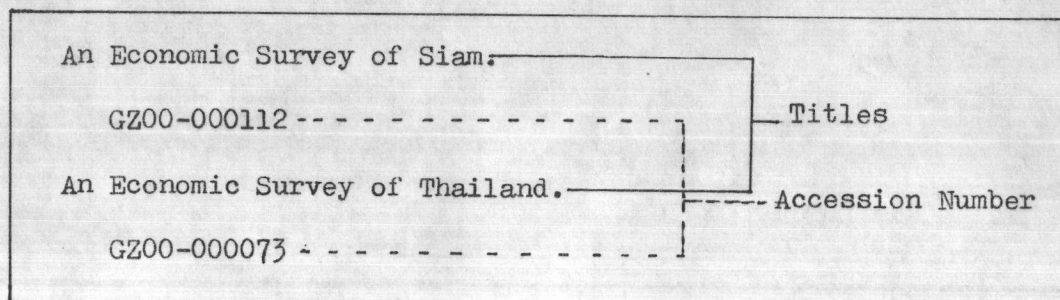 An Economic Survey of Siam.
Titles
GZ00-000112
An Economic Survey of Thailand.
Accession Number
GZ00-000073